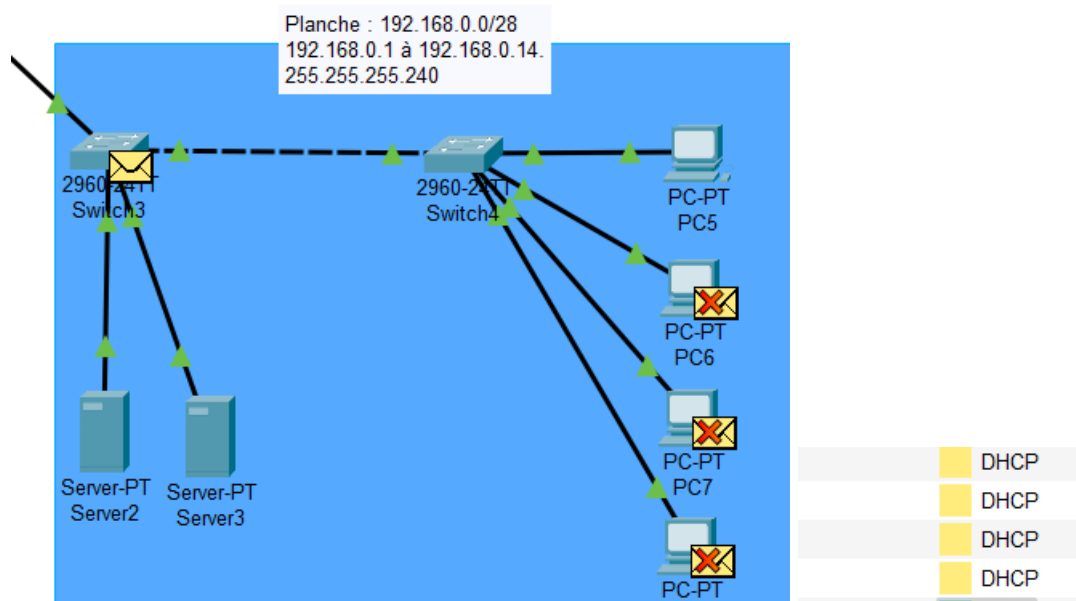 Planche : 192.168.0.0/28
192.168.0.1 à 192.168.0.14.
255.255.255.240
2960-24TT
Switch3
2960-24TT
Switch4
PC-PT
PC5
PC-PT
PC6
PC-PT
PC7
Server-PT
Server2
Server-PT
Server3
PC-PT
DHCP
DHCP
DHCP
DHCP